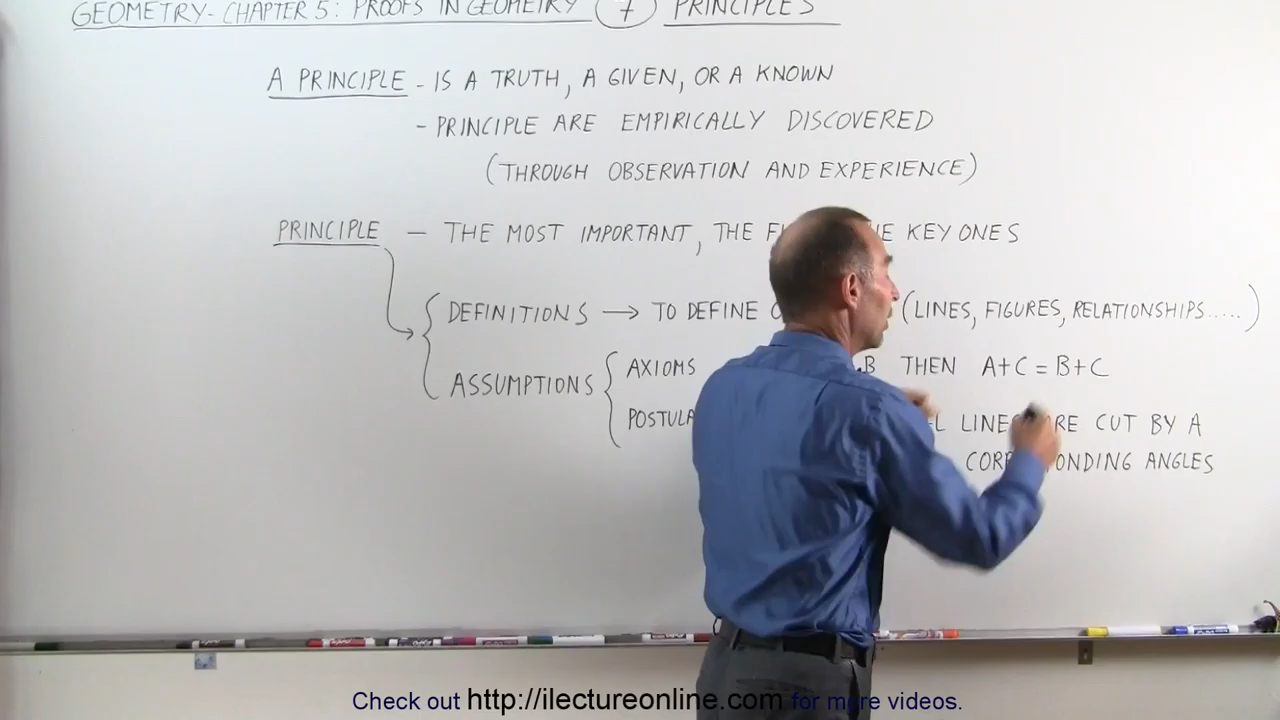 GEOMETRY - CHAPTER 5: PROOFS IN GEOMETRY 7 PRINCIPLES
A PRINCIPLE - IS A TRUTH, A GIVEN, OR A KNOWN
- PRINCIPLE ARE EMPIRICALLY DISCOVERED
(THROUGH OBSERVATION AND EXPERIENCE)
PRINCIPLE — THE MOST IMPORTANT, THE KEY ONES
DEFINITIONS → TO DEFINE (LINES, FIGURES, RELATIONSHIPS.....)
ASSUMPTIONS
AXIOMS B THEN A+C = B+C
LINES ARE CUT BY A
ANGLES
Check out http://ilectureonline.com for more videos.